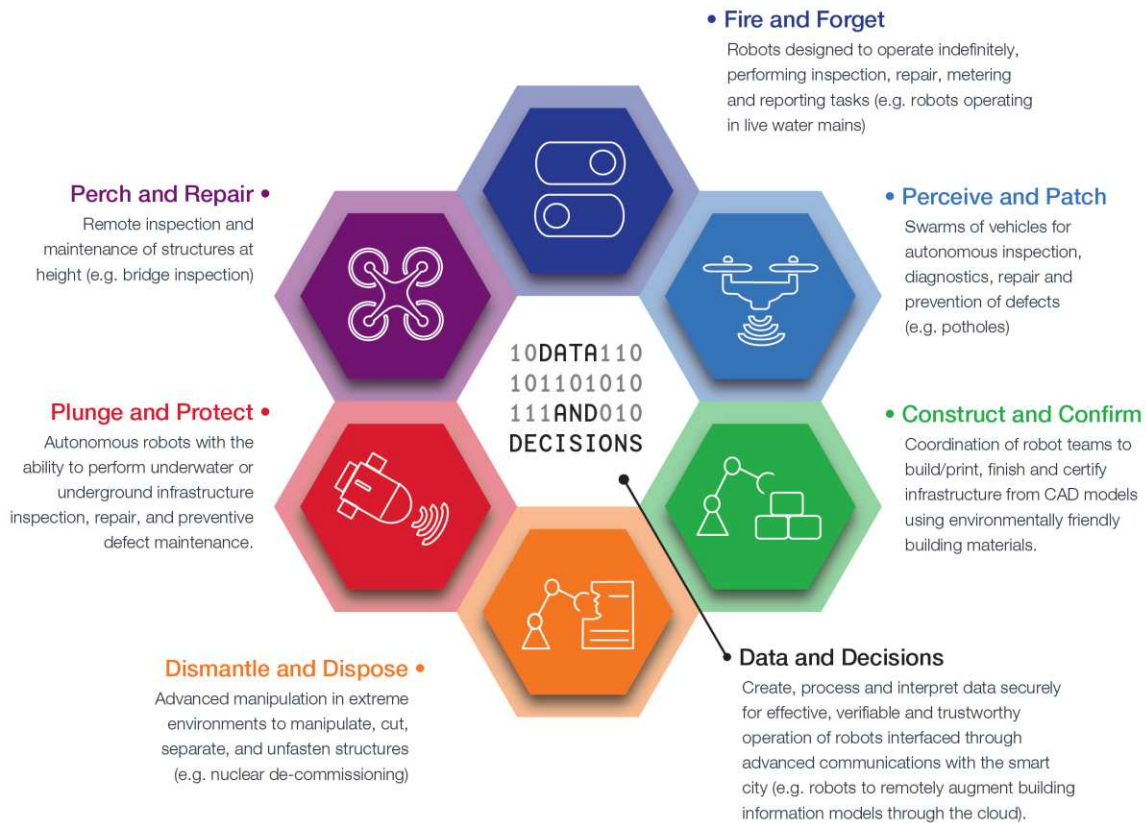 • Fire and Forget
Robots designed to operate indefinitely,
performing inspection, repair, metering
and reporting tasks (e.g. robots operating
in live water mains)
Perch and Repair •
Remote inspection and
maintenance of structures at
height (e.g. bridge inspection)
• Perceive and Patch
Swarms of vehicles for
autonomous inspection,
diagnostics, repair and
prevention of defects
(e.g. potholes)
10DATA110
101101010
111AND010
DECISIONS
Plunge and Protect •
Autonomous robots with the
ability to perform underwater or
underground infrastructure
inspection, repair, and preventive
defect maintenance.
• Construct and Confirm
Coordination of robot teams to
build/print, finish and certify
infrastructure from CAD models
using environmentally friendly
building materials.
Dismantle and Dispose •
Advanced manipulation in extreme
environments to manipulate, cut,
separate, and unfasten structures
(e.g. nuclear de-commissioning)
• Data and Decisions
Create, process and interpret data securely
for effective, verifiable and trustworthy
operation of robots interfaced through
advanced communications with the smart
city (e.g. robots to remotely augment building
information models through the cloud).